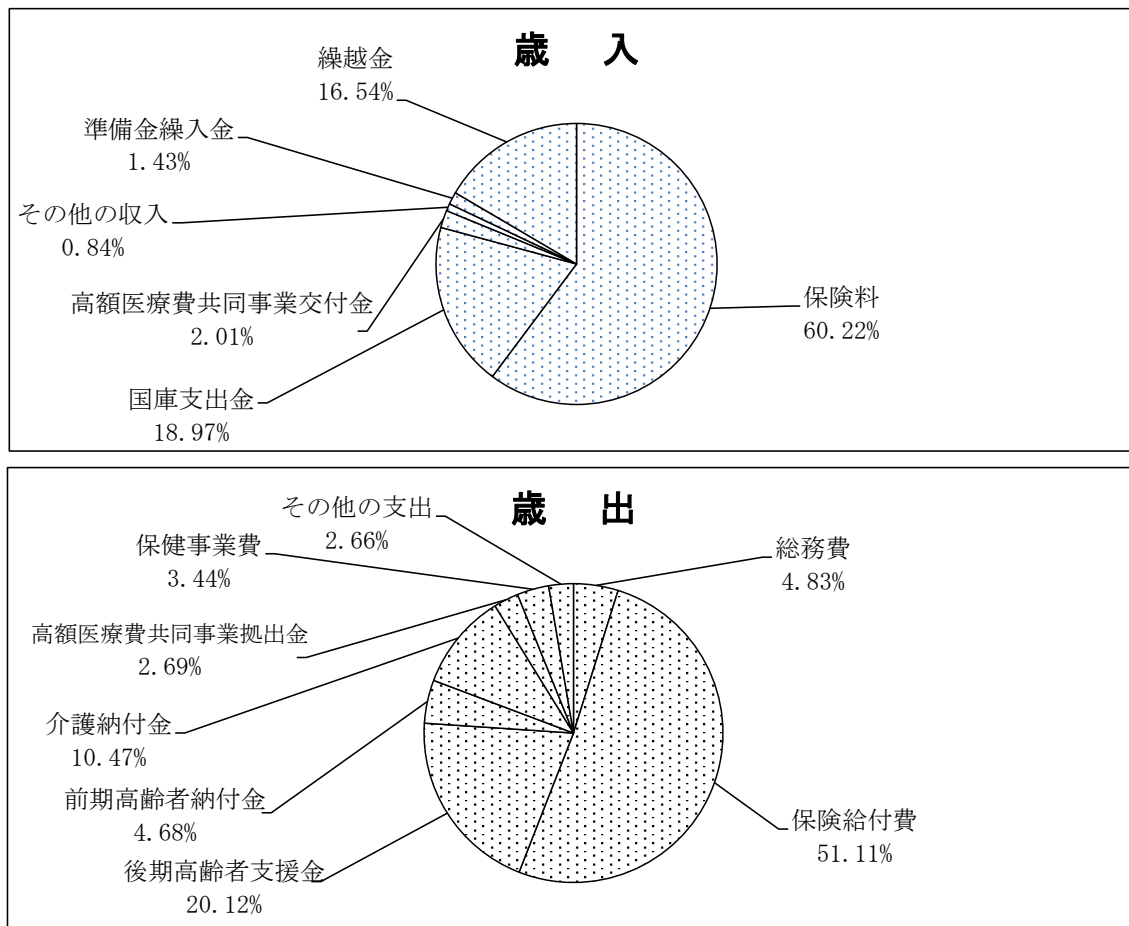 歳 入
繰越金
16.54%
準備金繰入金
1.43%
その他の収入
0.84%
高額医療費共同事業交付金
2.01%
国庫支出金
18.97%
保険料
60.22%
歳 出
その他の支出
2.66%
保健事業費
3.44%
高額医療費共同事業拠出金
2.69%
介護納付金
10.47%
前期高齢者納付金
4.68%
後期高齢者支援金
20.12%
総務費
4.83%
保険給付費
51.11%